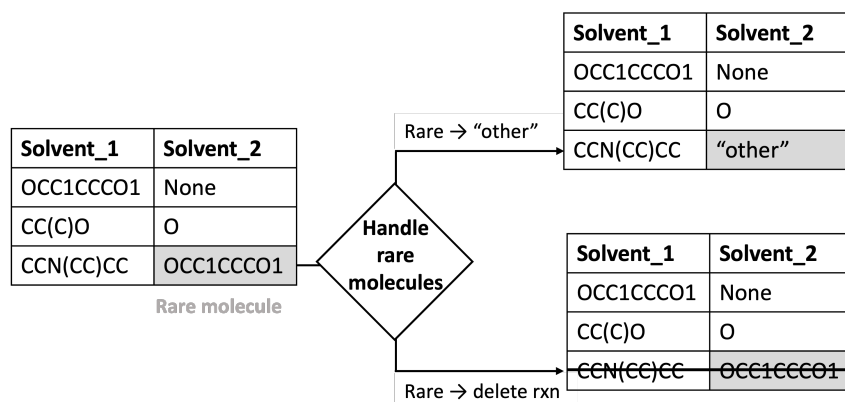 Solvent_1 Solvent_2
OCC1CCCO1 None
CC(C)O O
CCN(CC)CC OCC1CCCO1
Rare molecule
Handle
rare
molecules
Rare → “other”
Solvent_1 Solvent_2
OCC1CCCO1 None
CC(C)O O
CCN(CC)CC “other”
Rare → delete rxn
Solvent_1 Solvent_2
OCC1CCCO1 None
CC(C)O O
CCN(CC)CC OCC1CCCO1